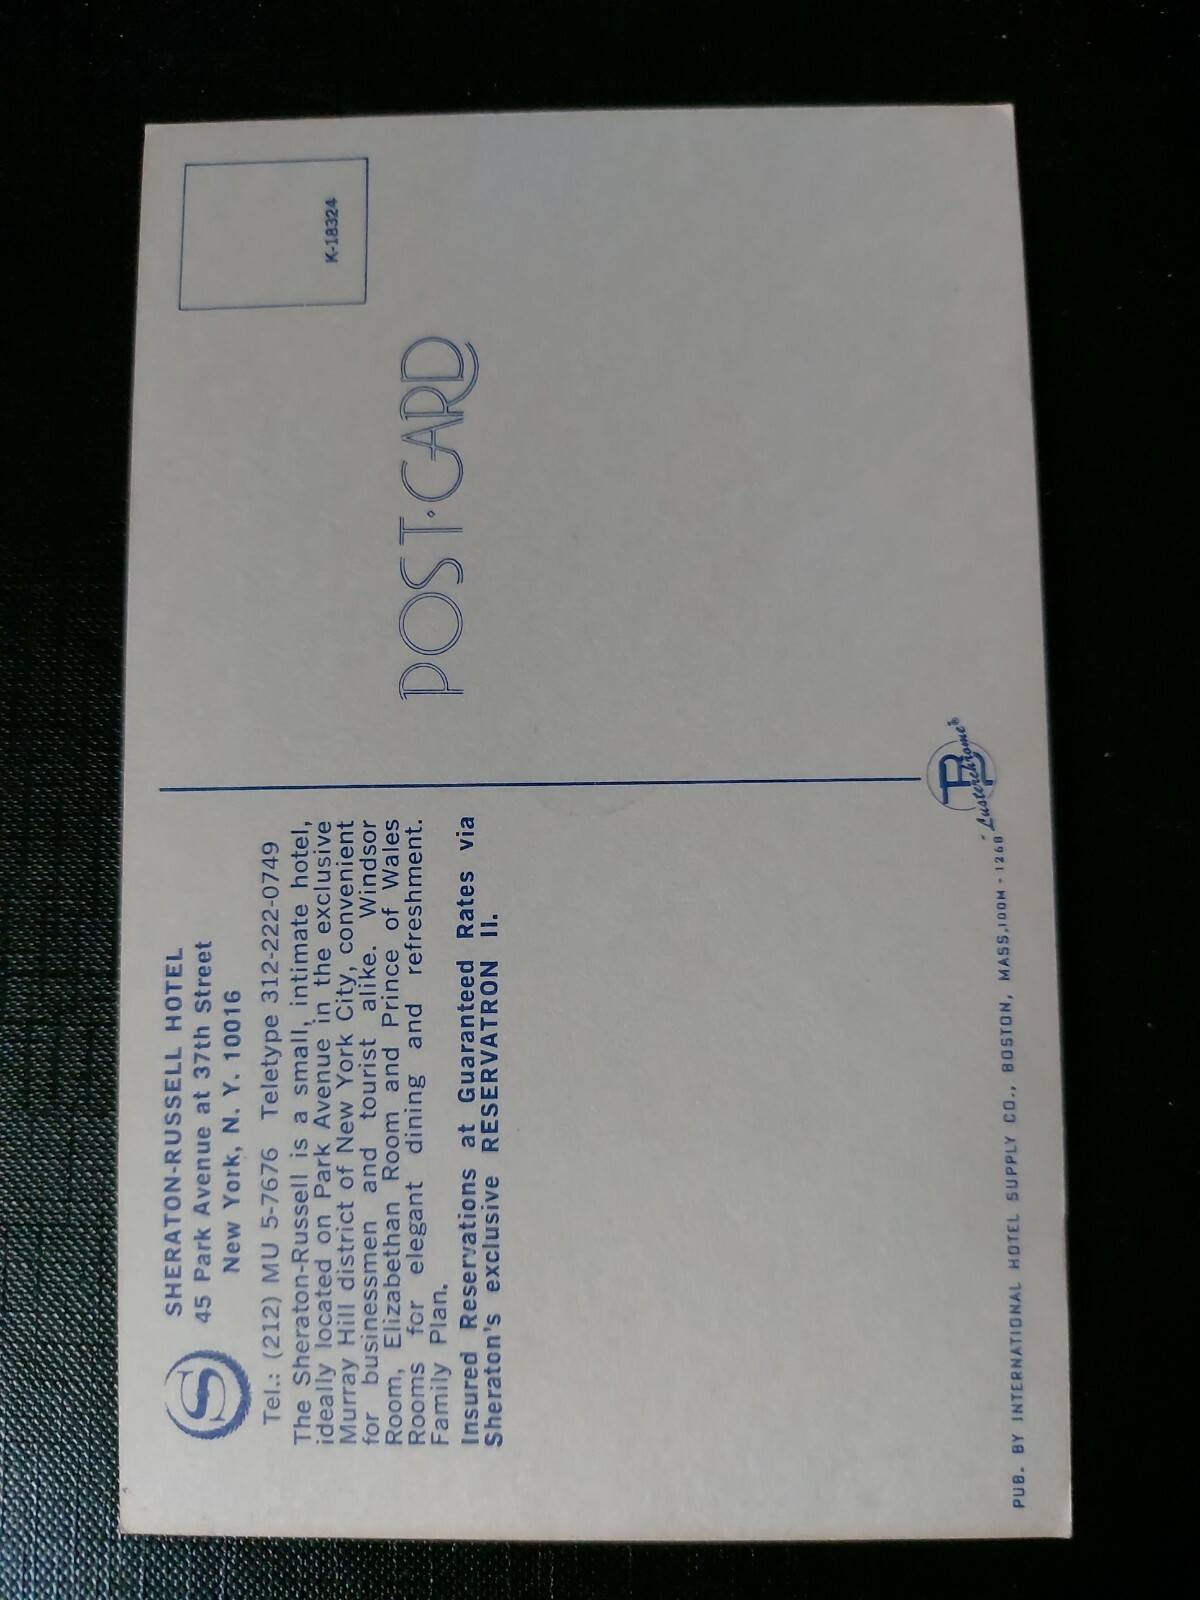 SHERATON-RUSSELL HOTEL
45 Park Avenue at 37th Street
New York, N. Y. 10016
Tel.: (212) MU 5-7676 Teletype 312-222-0749
The Sheraton-Russell is a small, intimate hotel,
ideally located on Park Avenue in the exclusive
Murray Hill district of New York City, convenient
for businessmen and tourist alike. Windsor
Room, Elizabethan Room and Prince of Wales
Rooms for elegant dining and refreshment.
Family Plan.
Insured Reservations at Guaranteed Rates via
Sheraton's exclusive RESERVATRON II.
K-18324
POST·CARD
PUB. BY INTERNATIONAL HOTEL SUPPLY CO., BOSTON, MASS.100M-1268
"Lusterchrome"®